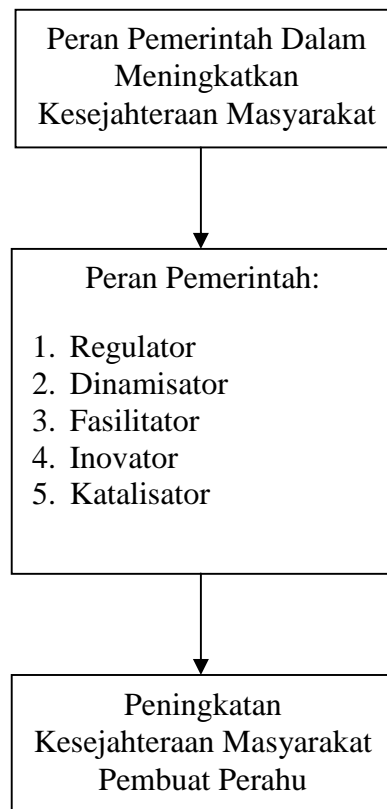 Peran Pemerintah Dalam
Meningkatkan
Kesejahteraan Masyarakat
Peran Pemerintah:
1. Regulator
2. Dinamisator
3. Fasilitator
4. Inovator
5. Katalisator
Peningkatan
Kesejahteraan Masyarakat
Pembuat Perahu